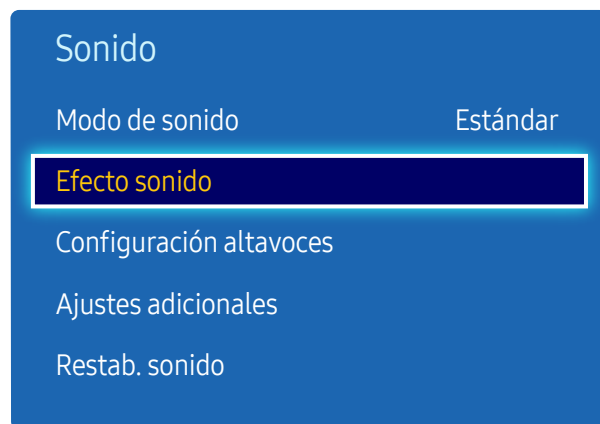 Sonido
Modo de sonido Estándar
Efecto sonido
Configuración altavoces
Ajustes adicionales
Restab. sonido